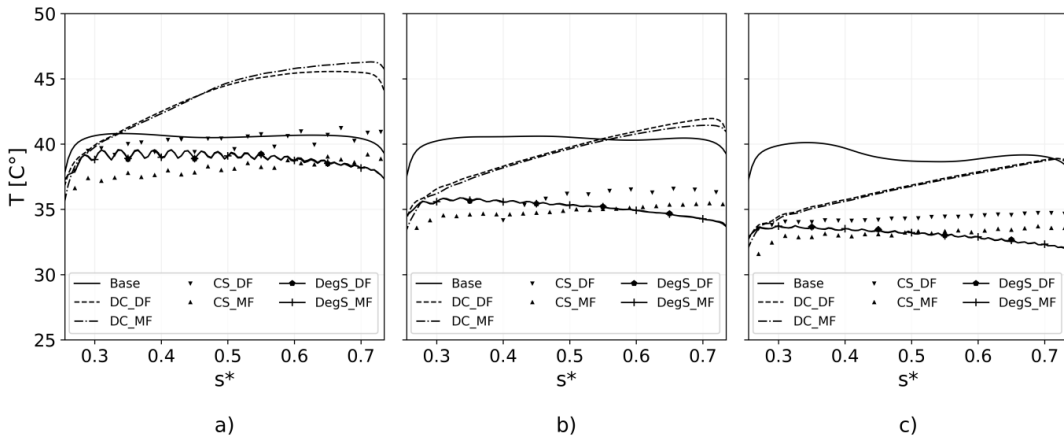 50
45
40
35
30
25
T [C°]
Base
DC_DF
DC_MF
CS_DF
CS_MF
DegS_DF
DegS_MF
0.3 0.4 0.5 0.6 0.7
s*
a)
Base
DC_DF
DC_MF
CS_DF
CS_MF
DegS_DF
DegS_MF
0.3 0.4 0.5 0.6 0.7
s*
b)
Base
DC_DF
DC_MF
CS_DF
CS_MF
DegS_DF
DegS_MF
0.3 0.4 0.5 0.6 0.7
s*
c)